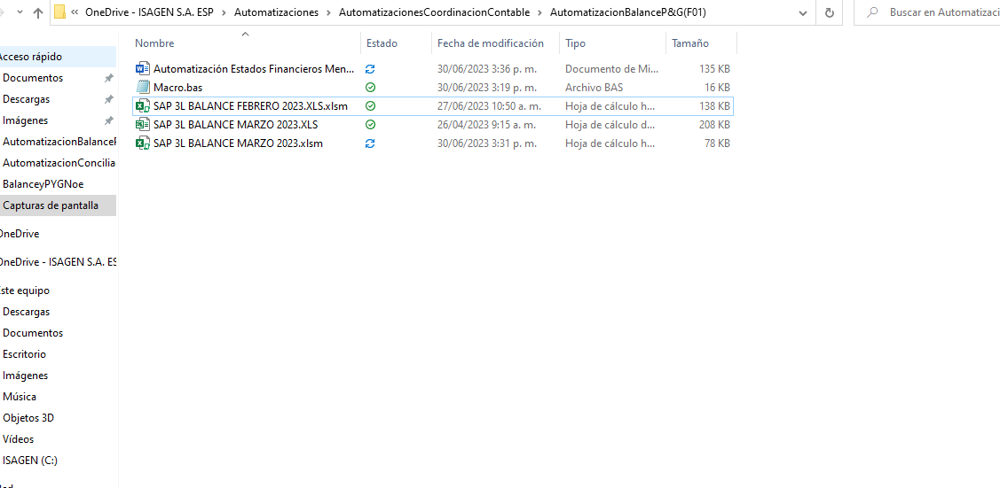 OneDrive - ISAGEN S.A. ESP > Automatizaciones > AutomatizacionesCoordinacionContable > AutomatizacionBalanceP&G(F01)
Buscar en Automatizaci
Nombre Estado Fecha de modificación Tipo Tamaño
Automatización Estados Financieros Men... 30/06/2023 3:36 p. m. Documento de Mi... 135 KB
Macro.bas 30/06/2023 3:19 p. m. Archivo BAS 16 KB
SAP 3L BALANCE FEBRERO 2023.XLS.xlsm 27/06/2023 10:50 a. m. Hoja de cálculo h... 138 KB
SAP 3L BALANCE MARZO 2023.XLS 26/04/2023 9:15 a. m. Hoja de cálculo d... 208 KB
SAP 3L BALANCE MARZO 2023.xlsm 30/06/2023 3:31 p. m. Hoja de cálculo h... 78 KB
Acceso rápido
Documentos
Descargas
Imágenes
AutomatizacionBalanceP
AutomatizacionConcilia
BalanceyPYGNoe
Capturas de pantalla
OneDrive
OneDrive - ISAGEN S.A. ES
Este equipo
Descargas
Documentos
Escritorio
Imágenes
Música
Objetos 3D
Vídeos
ISAGEN (C:)